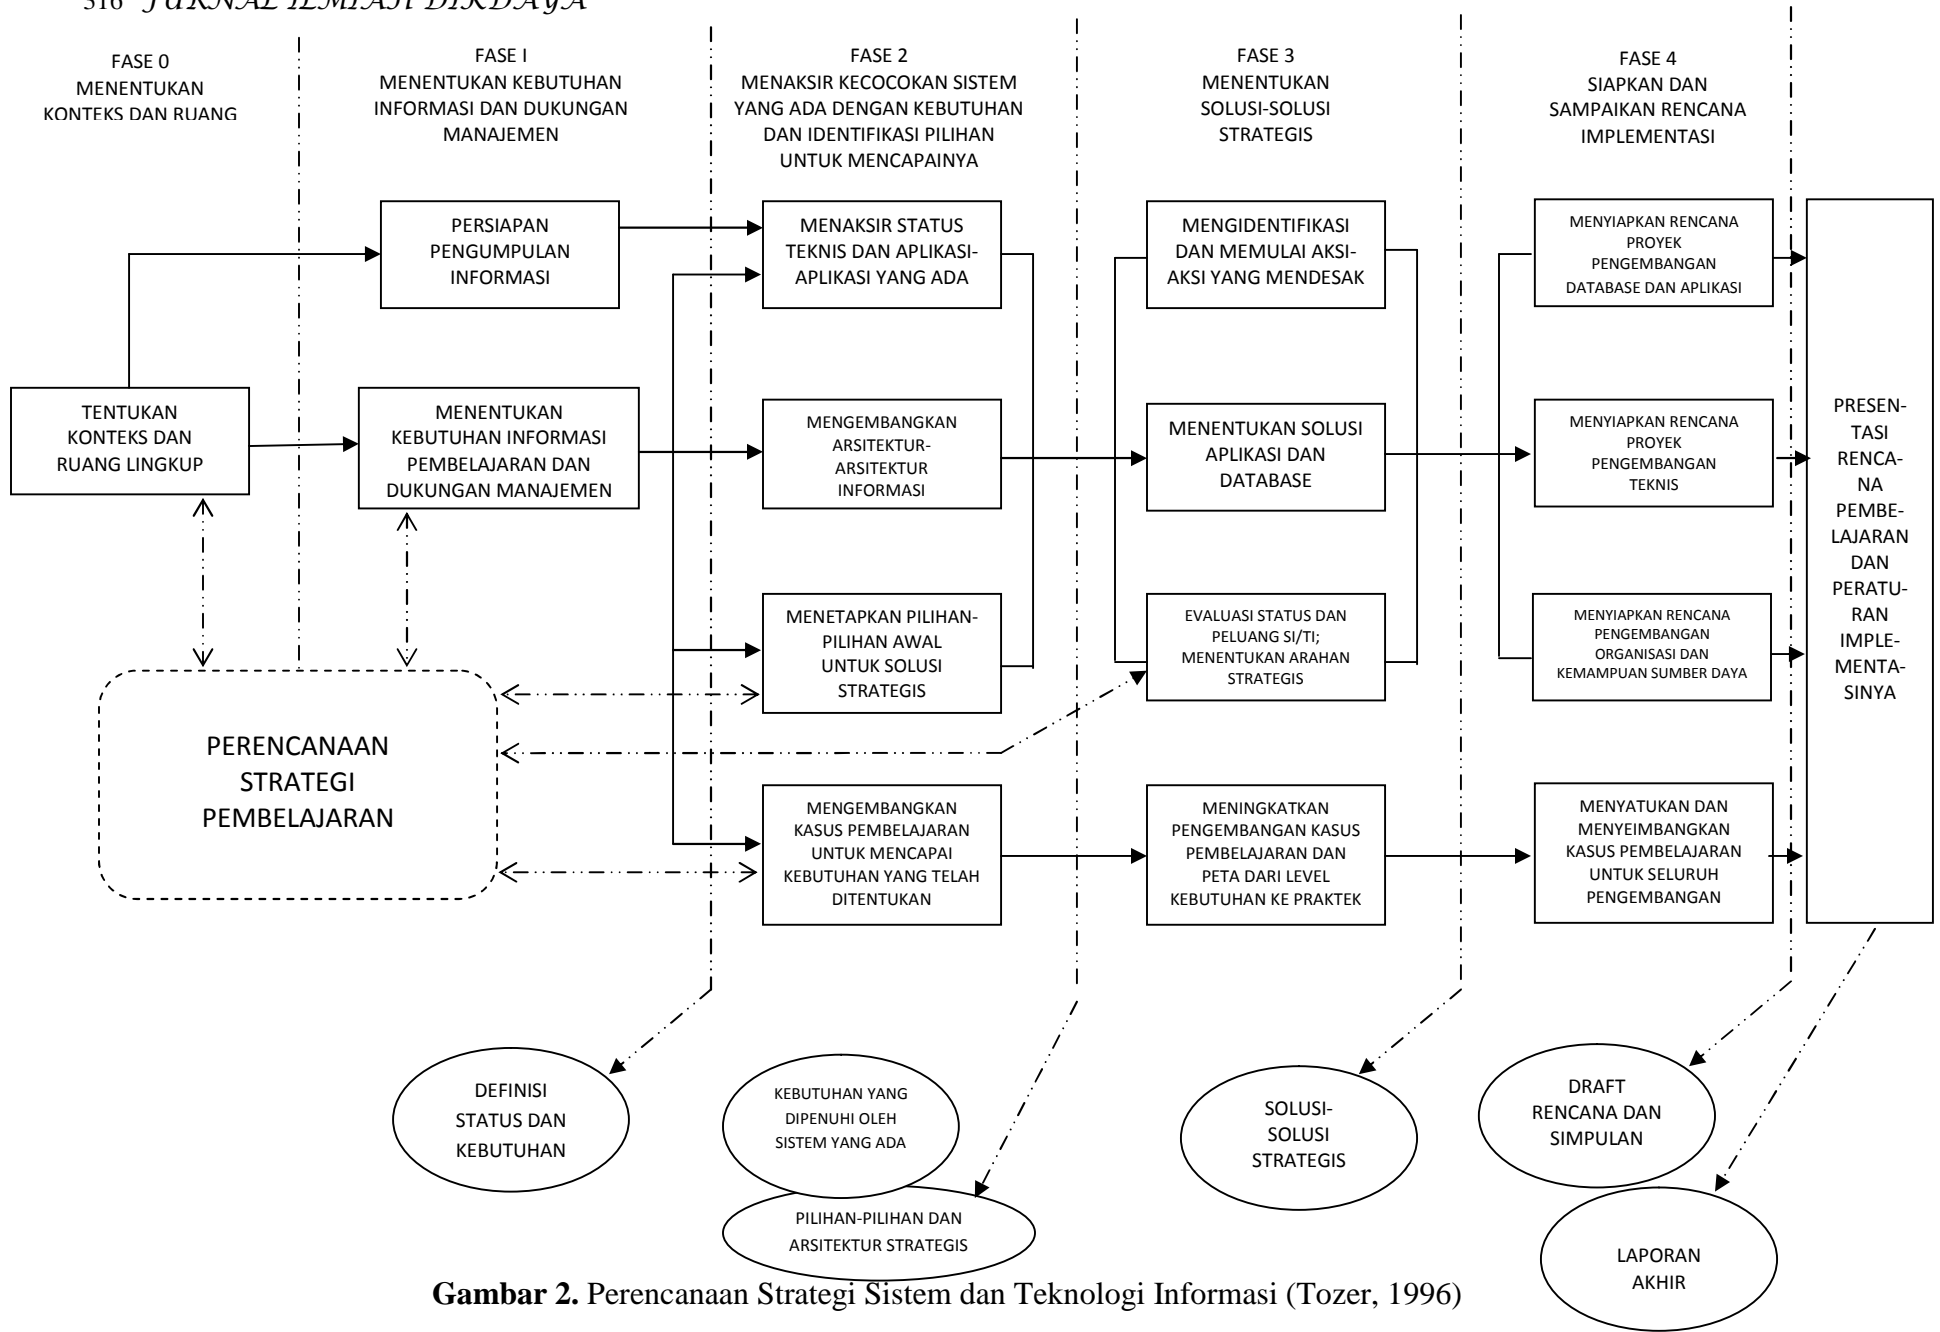 316 JURNAL ILMIAH DIKDAYA
FASE 0
MENENTUKAN
KONTEKS DAN RUANG
FASE I
MENENTUKAN KEBUTUHAN
INFORMASI DAN DUKUNGAN
MANAJEMEN
FASE 2
MENAKSIR KECOCOKAN SISTEM
YANG ADA DENGAN KEBUTUHAN
DAN IDENTIFIKASI PILIHAN
UNTUK MENCAPAINYA
FASE 3
MENENTUKAN
SOLUSI-SOLUSI
STRATEGIS
FASE 4
SIAPKAN DAN
SAMPAIKAN RENCANA
IMPLEMENTASI
PERSIAPAN
PENGUMPULAN
INFORMASI
MENAKSIR STATUS
TEKNIS DAN APLIKASI-
APLIKASI YANG ADA
MENGIDENTIFIKASI
DAN MEMULAI AKSI-
AKSI YANG MENDESAK
MENYIAPKAN RENCANA
PROYEK
PENGEMBANGAN
DATABASE DAN APLIKASI
TENTUKAN
KONTEKS DAN
RUANG LINGKUP
MENENTUKAN
KEBUTUHAN INFORMASI
PEMBELAJARAN DAN
DUKUNGAN MANAJEMEN
MENGEMBANGKAN
ARSITEKTUR-
ARSITEKTUR
INFORMASI
MENENTUKAN SOLUSI
APLIKASI DAN
DATABASE
MENYIAPKAN RENCANA
PROYEK
PENGEMBANGAN
TEKNIS
PRESEN-
TASI
RENCA-
NA
PEMBE-
LAJARAN
DAN
PERATU-
RAN
IMPLE-
MENTA-
SINYA
MENETAPKAN PILIHAN-
PILIHAN AWAL
UNTUK SOLUSI
STRATEGIS
EVALUASI STATUS DAN
PELUANG SI/TI;
MENENTUKAN ARAHAN
STRATEGIS
MENYIAPKAN RENCANA
PENGEMBANGAN
ORGANISASI DAN
KEMAMPUAN SUMBER DAYA
PERENCANAAN
STRATEGI
PEMBELAJARAN
MENGEMBANGKAN
KASUS PEMBELAJARAN
UNTUK MENCAPAI
KEBUTUHAN YANG TELAH
DITENTUKAN
MENINGKATKAN
PENGEMBANGAN KASUS
PEMBELAJARAN DAN
PETA DARI LEVEL
KEBUTUHAN KE PRAKTEK
MENYATUKAN DAN
MENYEIMBANGKAN
KASUS PEMBELAJARAN
UNTUK SELURUH
PENGEMBANGAN
DEFINISI
STATUS DAN
KEBUTUHAN
KEBUTUHAN YANG
DIPENUHI OLEH
SISTEM YANG ADA
PILIHAN-PILIHAN DAN
ARSITEKTUR STRATEGIS
SOLUSI-
SOLUSI
STRATEGIS
DRAFT
RENCANA DAN
SIMPULAN
LAPORAN
AKHIR
Gambar 2. Perencanaan Strategi Sistem dan Teknologi Informasi (Tozer, 1996)